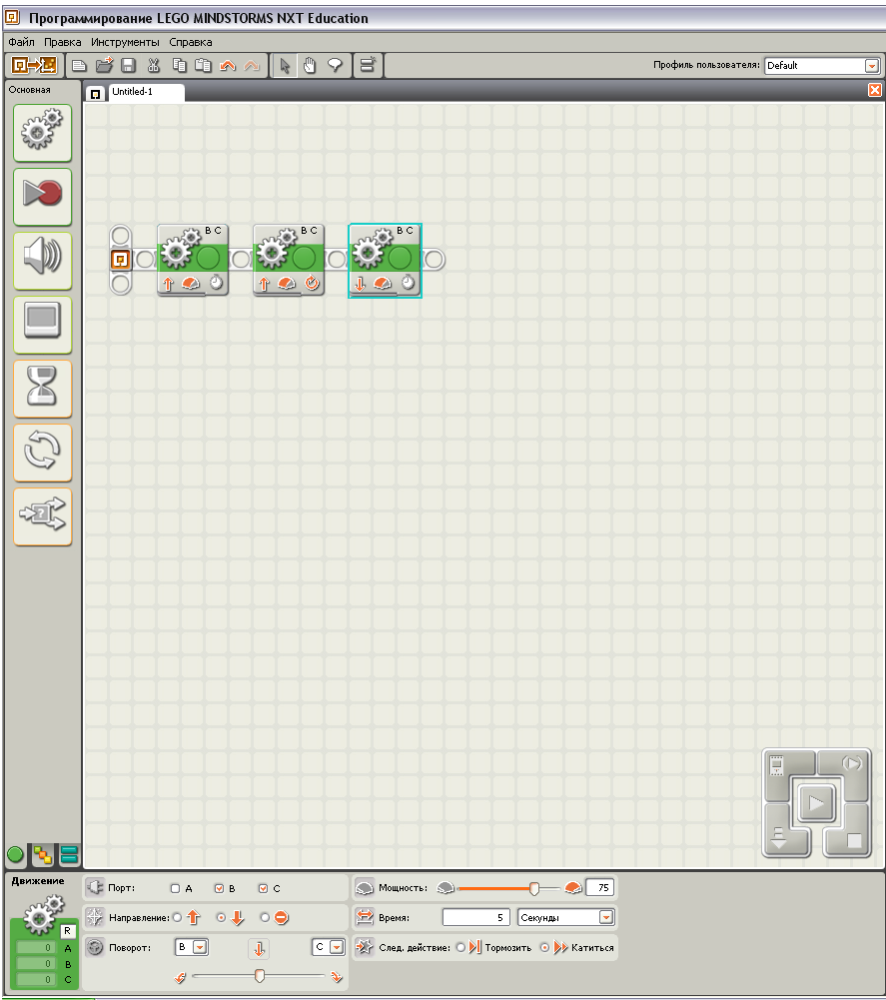 Программирование LEGO MINDSTORMS NXT Education
Файл Правка Инструменты Справка
Профиль пользователя: Default
Основная
Untitled-1
B C
B C
B C
Движение
R
0 A
0 B
0 C
Порт: A B C
Направление:
Поворот: B C
Мощность: 75
Время: 5 Секунды
След. действие: Тормозить Катиться